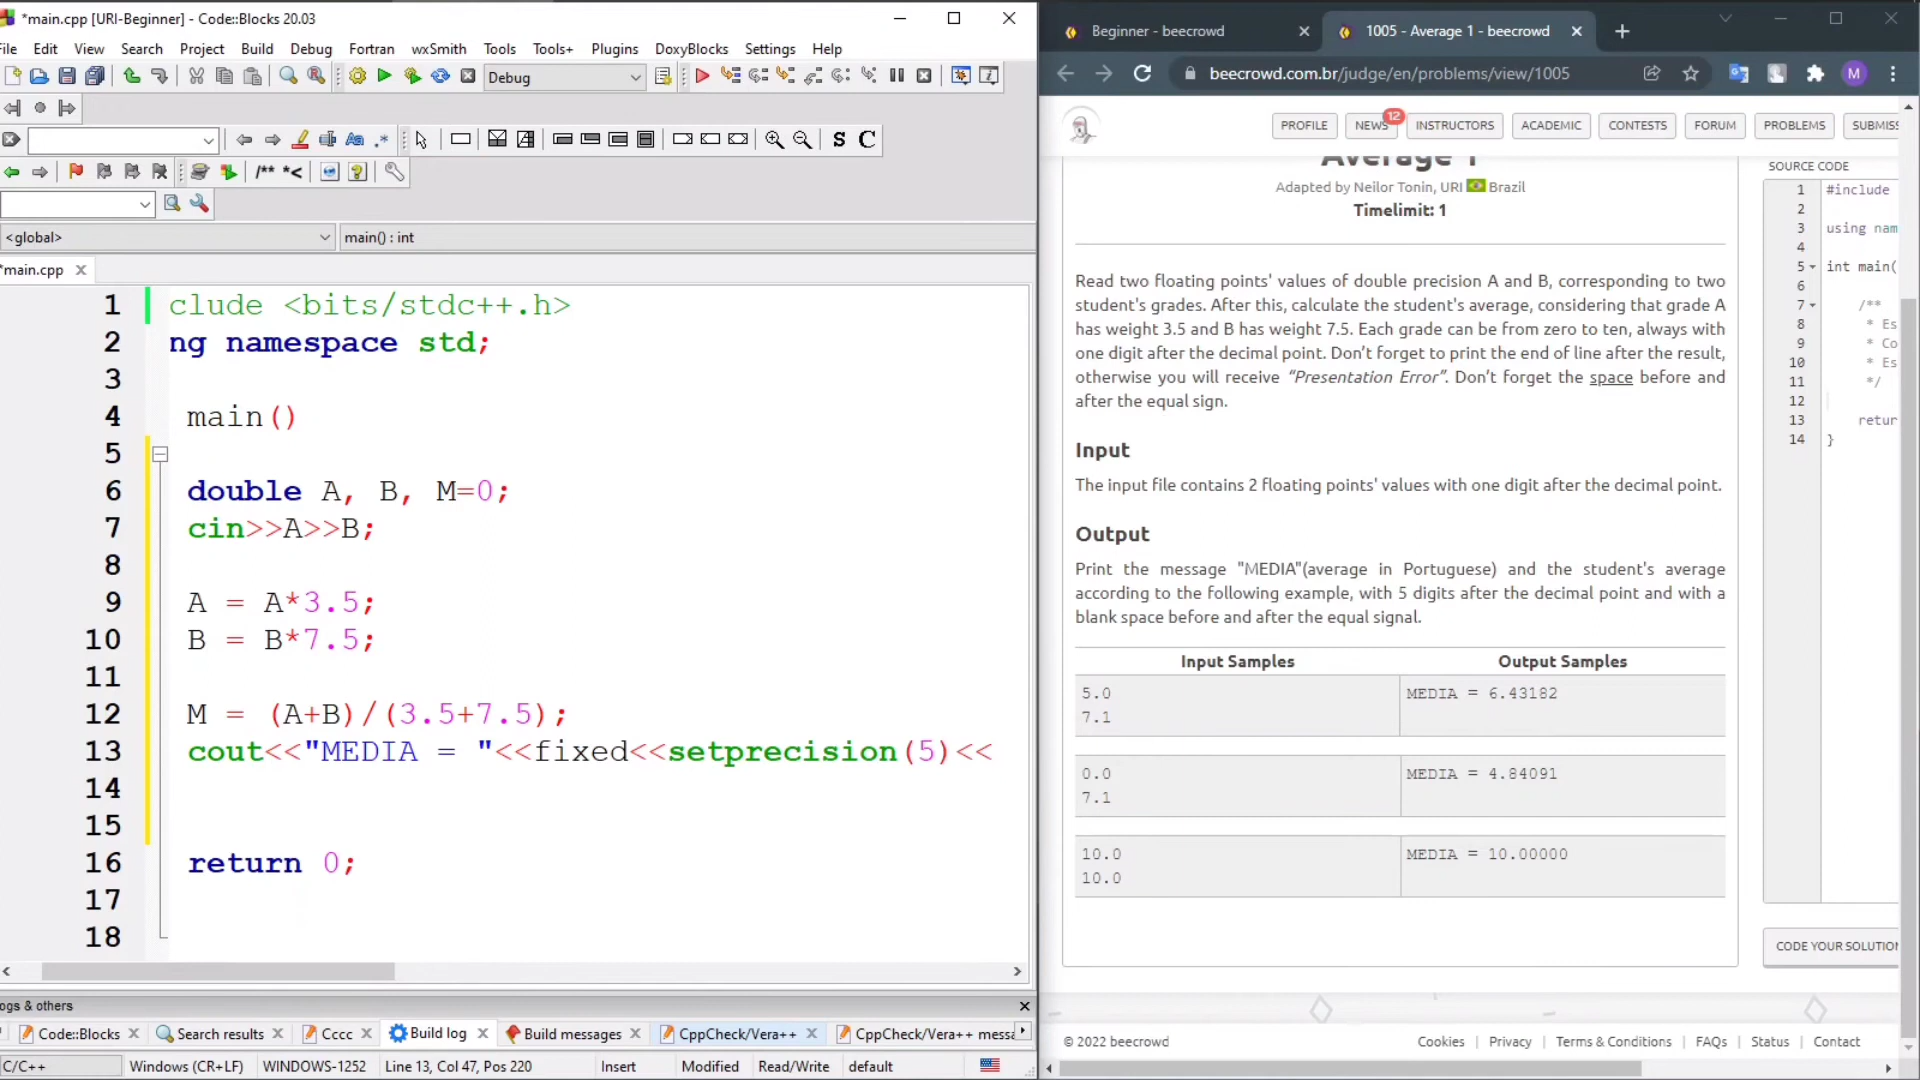 *main.cpp [URI-Beginner] - Code::Blocks 20.03
File Edit View Search Project Build Debug Fortran wxSmith Tools Tools+ Plugins DoxyBlocks Settings Help
Debug
S C
/** *<
<global>
main() : int
*main.cpp
1 clude <bits/stdc++.h>
2 ng namespace std;
3
4 main()
5
6 double A, B, M=0;
7 cin>>A>>B;
8
9 A = A*3.5;
10 B = B*7.5;
11
12 M = (A+B)/(3.5+7.5);
13 cout<<"MEDIA = "<<fixed<<setprecision(5)<<
14
15
16 return 0;
17
18
ogs & others
Code::Blocks
Search results
Cccc
Build log
Build messages
CppCheck/Vera++
CppCheck/Vera++ messa
C/C++
Windows (CR+LF)
WINDOWS-1252
Line 13, Col 47, Pos 220
Insert
Modified
Read/Write
default
Beginner - beecrowd
1005 - Average 1 - beecrowd
beecrowd.com.br/judge/en/problems/view/1005
M
PROFILE
NEWS
12
INSTRUCTORS
ACADEMIC
CONTESTS
FORUM
PROBLEMS
SUBMISS
Average 1
Adapted by Neilor Tonin, URI Brazil
Timelimit: 1
Read two floating points' values of double precision A and B, corresponding to two
student's grades. After this, calculate the student's average, considering that grade A
has weight 3.5 and B has weight 7.5. Each grade can be from zero to ten, always with
one digit after the decimal point. Don’t forget to print the end of line after the result,
otherwise you will receive “Presentation Error”. Don’t forget the space before and
after the equal sign.
Input
The input file contains 2 floating points' values with one digit after the decimal point.
Output
Print the message "MEDIA"(average in Portuguese) and the student's average
according to the following example, with 5 digits after the decimal point and with a
blank space before and after the equal signal.
Input Samples Output Samples
5.0 MEDIA = 6.43182
7.1
0.0 MEDIA = 4.84091
7.1
10.0 MEDIA = 10.00000
10.0
SOURCE CODE
1 #include
2
3 using nam
4
5 int main(
6
7 /**
8 * Es
9 * Co
10 * Es
11 */
12
13 retur
14 }
CODE YOUR SOLUTION
© 2022 beecrowd
Cookies
Privacy
Terms & Conditions
FAQs
Status
Contact